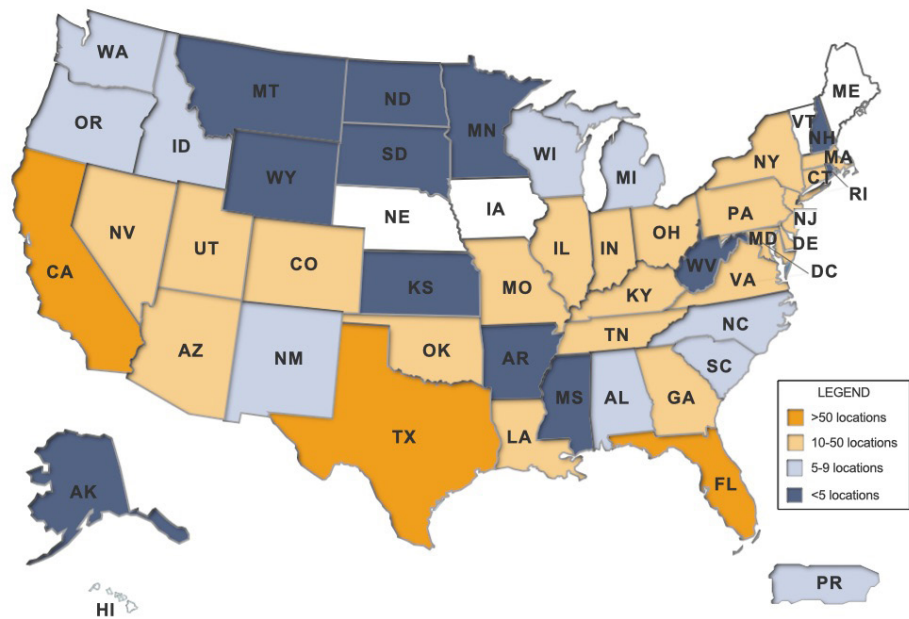 WA
MT
ND
MN
ME
VT
NH
OR
ID
SD
WI
MI
NY
MA
CT
RI
WY
NE
IA
PA
NJ
NV
UT
CO
IL
IN
OH
MD
DE
DC
WV
VA
CA
KS
MO
KY
AZ
NM
OK
AR
TN
NC
SC
MS
AL
GA
TX
LA
FL
LEGEND
>50 locations
10-50 locations
5-9 locations
<5 locations
AK
HI
PR